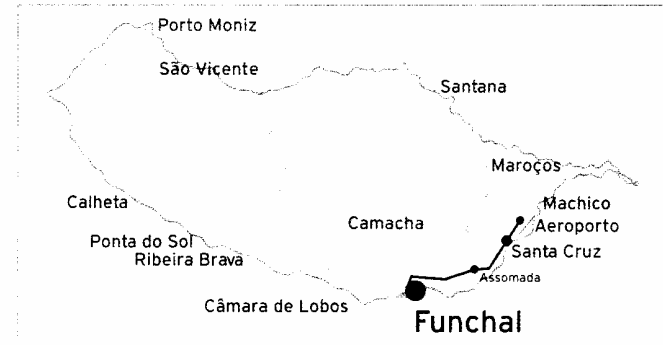 Porto Moniz
São Vicente
Santana
Maroços
Calheta
Machico
Camacha
Aeroporto
Ponta do Sol
Santa Cruz
Ribeira Brava
Assomada
Câmara de Lobos
Funchal